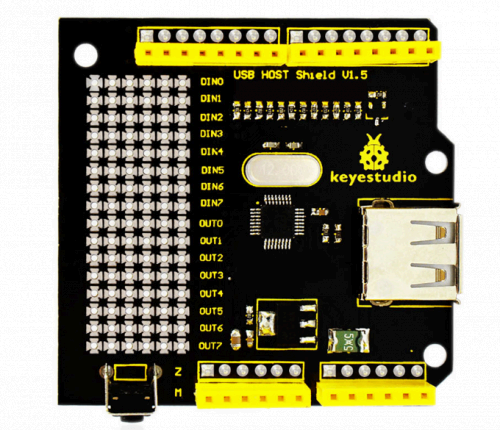 USB HOST Shield V1.5
DIN0
DIN1
DIN2
DIN3
DIN4
DIN5
DIN6
DIN7
OUT0
OUT1
OUT2
OUT3
OUT4
OUT5
OUT6
OUT7
keyestudio
Z
M